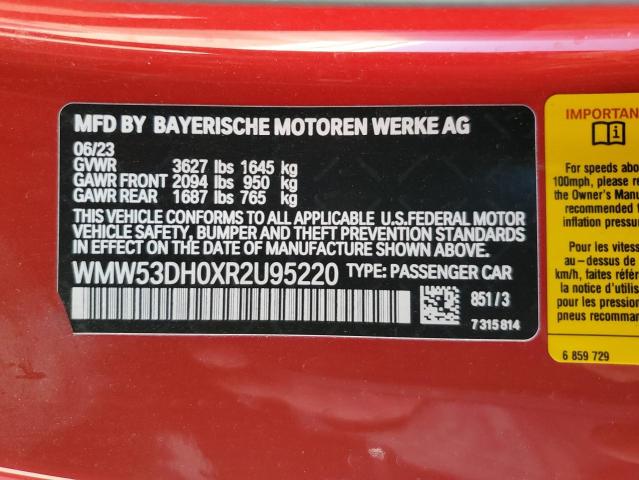 MFD BY BAYERISCHE MOTOREN WERKE AG
06/23
GVWR 3627 lbs 1645 kg
GAWR FRONT 2094 lbs 950 kg
GAWR REAR 1687 lbs 765 kg
THIS VEHICLE CONFORMS TO ALL APPLICABLE U.S.FEDERAL MOTOR
VEHICLE SAFETY, BUMPER AND THEFT PREVENTION STANDARDS
IN EFFECT ON THE DATE OF MANUFACTURE SHOWN ABOVE.
WMW53DH0XR2U95220 TYPE: PASSENGER CAR
851/3
7 315 814
IMPORTAN
For speeds abo
100mph, please re
the Owner's Manu
recommended
inflation pressur
Pour les vitess
au-dessus de
km/h, faites référe
la notice d'utilisat
pour les pression
pneus recomman
6 859 729